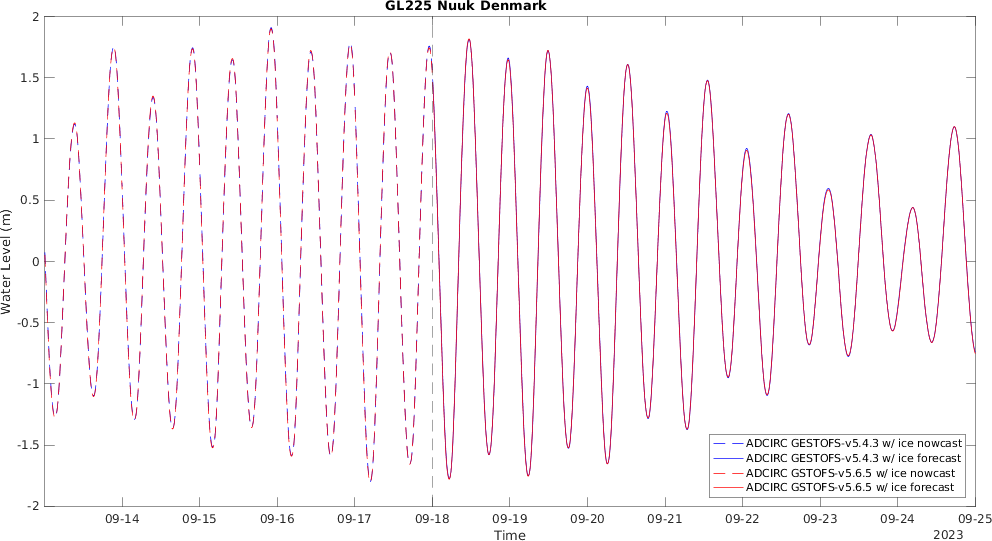 GL225 Nuuk Denmark
2
1.5
1
0.5
0
-0.5
-1
-1.5
-2
Water Level (m)
ADCIRC GESTOFS-v5.4.3 w/ ice nowcast
ADCIRC GESTOFS-v5.4.3 w/ ice forecast
ADCIRC GSTOFS-v5.6.5 w/ ice nowcast
ADCIRC GSTOFS-v5.6.5 w/ ice forecast
09-14 09-15 09-16 09-17 09-18 09-19 09-20 09-21 09-22 09-23 09-24 09-25
Time
2023